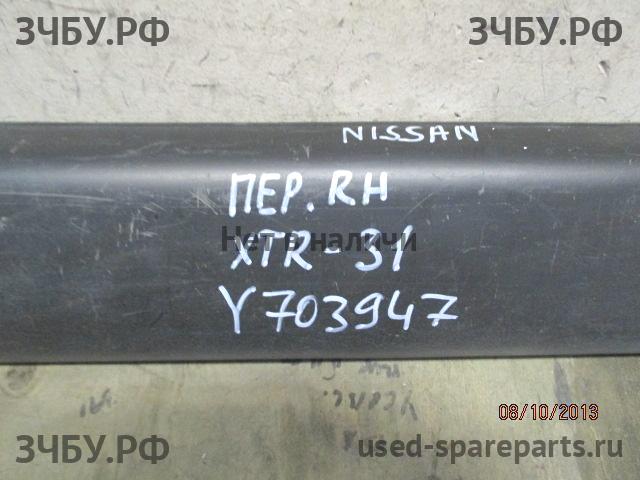 ЗЧБУ.РФ ЗЧБУ.РФ
NISSAN
ПЕР. RH
Нет в наличи
XTR-31
Y703947
08/10/2013
ЗЧБУ.РФ
used-spareparts.ru